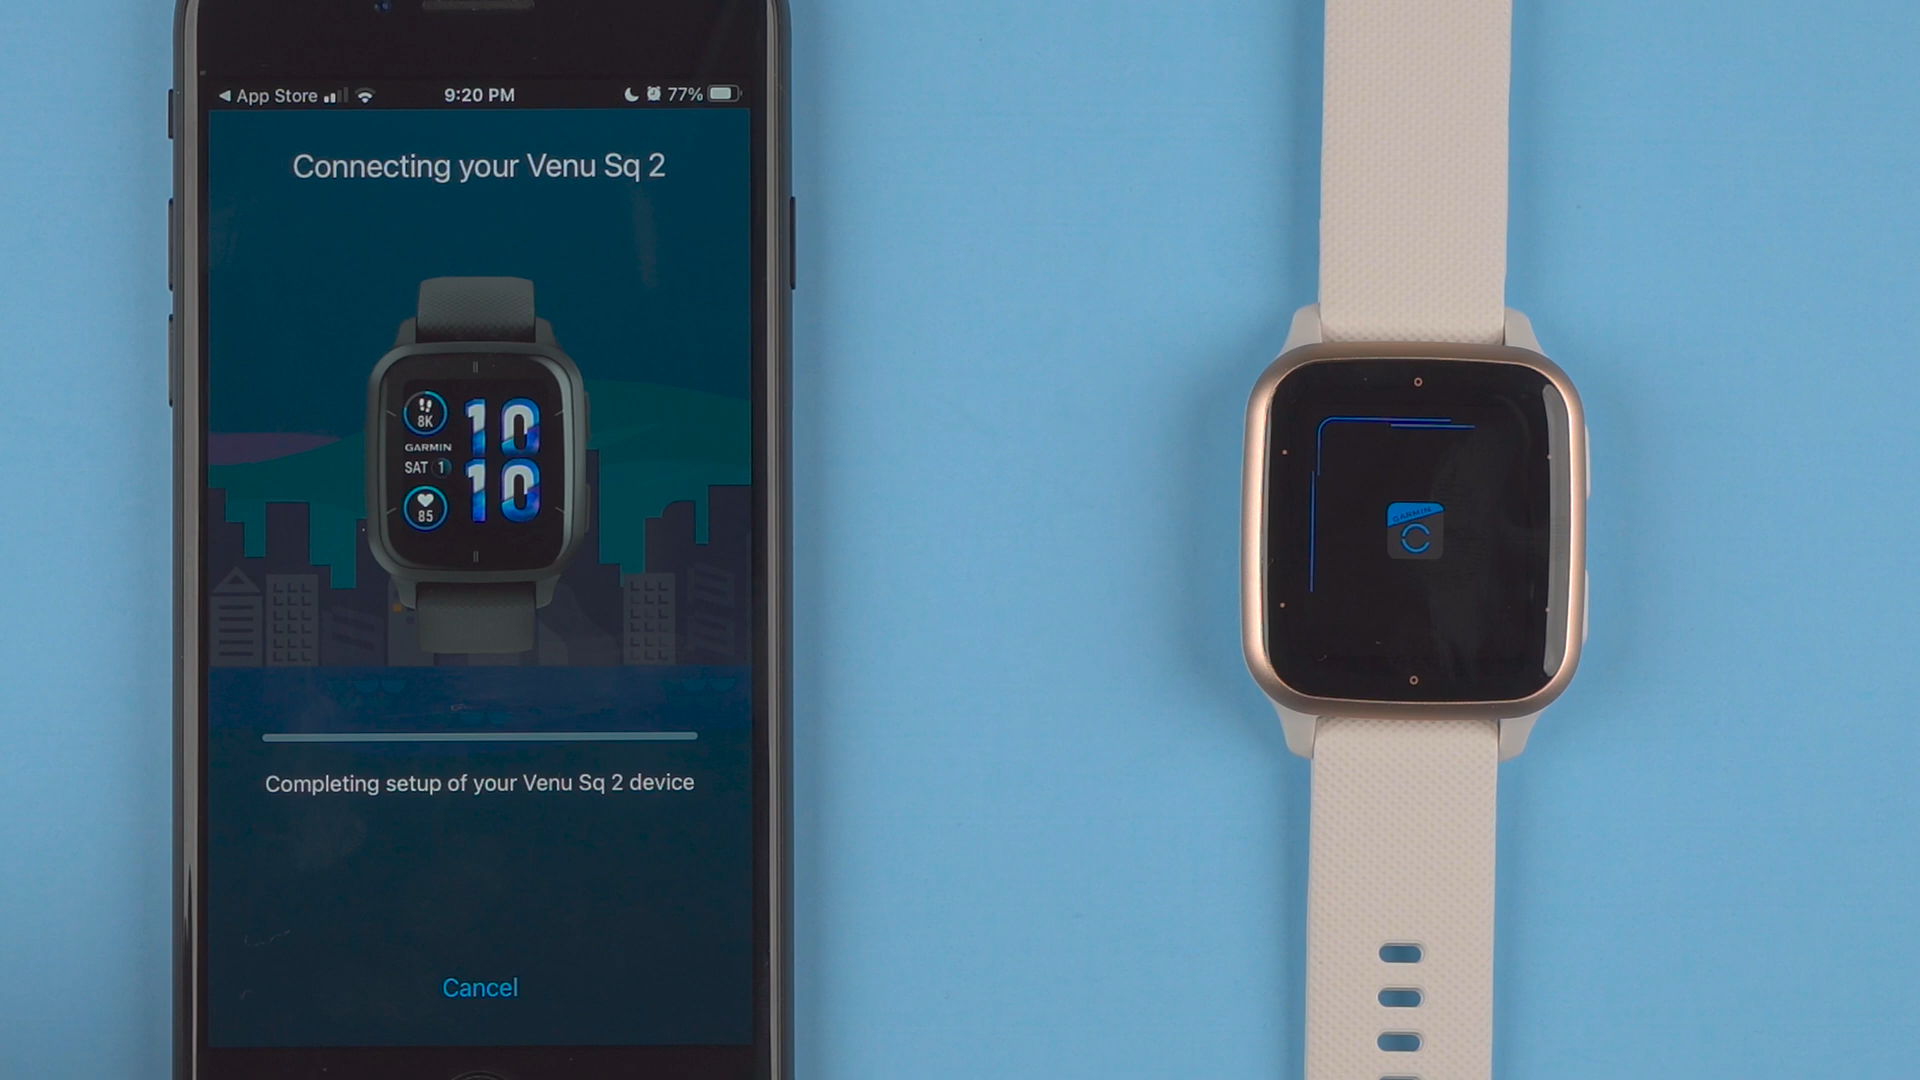 App Store
9:20 PM
77%
Connecting your Venu Sq 2
8K
GARMIN
SAT 1
85
10
10
GARMIN
Completing setup of your Venu Sq 2 device
Cancel